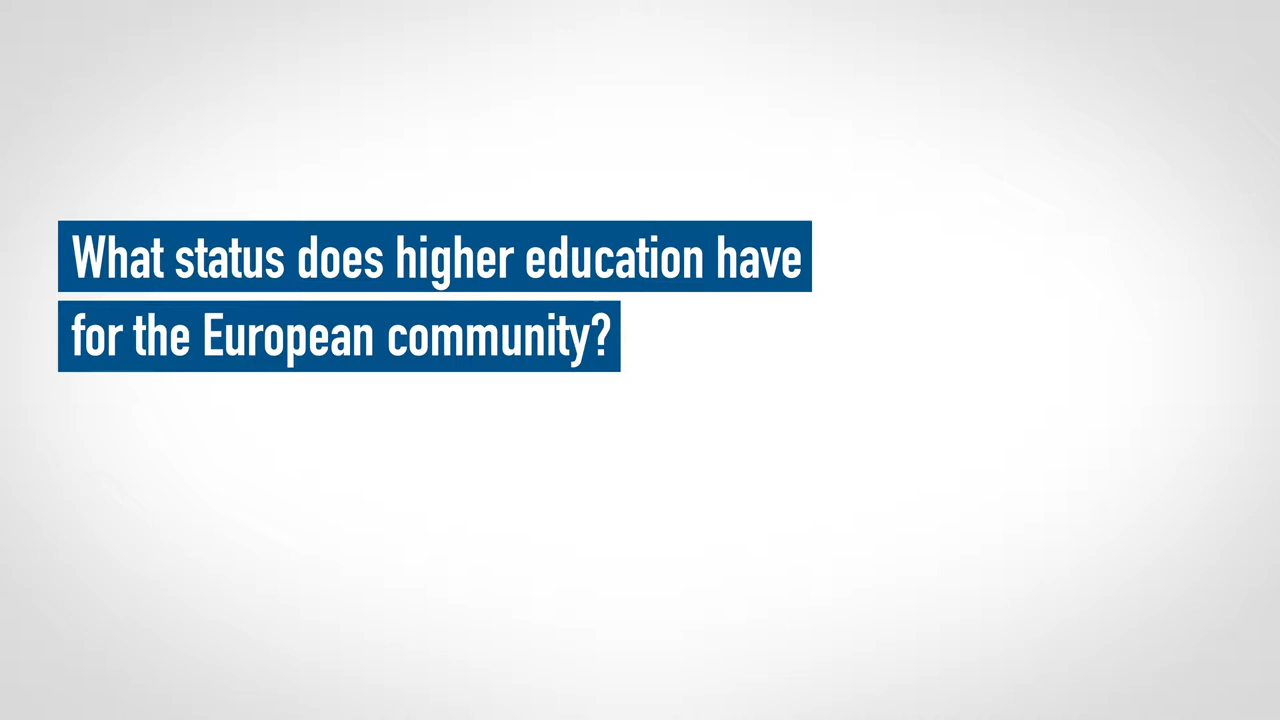 What status does higher education have
for the European community?